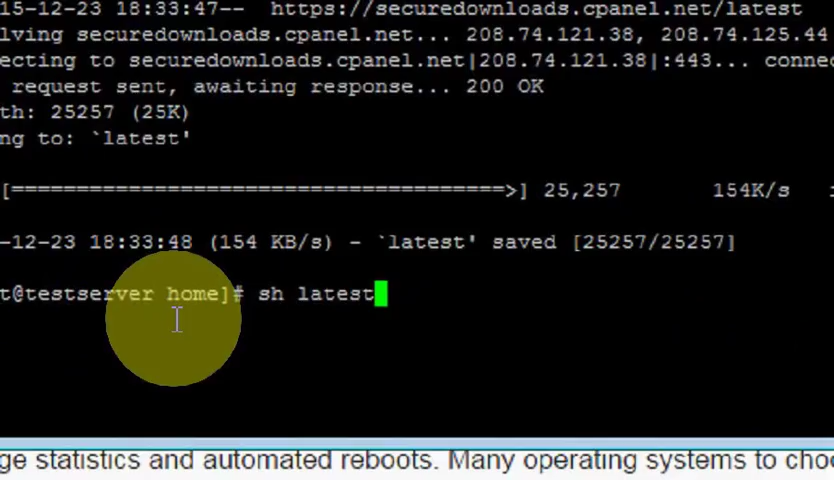 15-12-23 18:33:47--  https://securedownloads.cpanel.net/latest
lving securedownloads.cpanel.net... 208.74.121.38, 208.74.125.44
ecting to securedownloads.cpanel.net|208.74.121.38|:443... connec
 request sent, awaiting response... 200 OK
th: 25257 (25K)
ng to: `latest'
[======================================>] 25,257      154K/s
-12-23 18:33:48 (154 KB/s) - `latest' saved [25257/25257]
t@testserver home]# sh latest
ge statistics and automated reboots. Many operating systems to choo